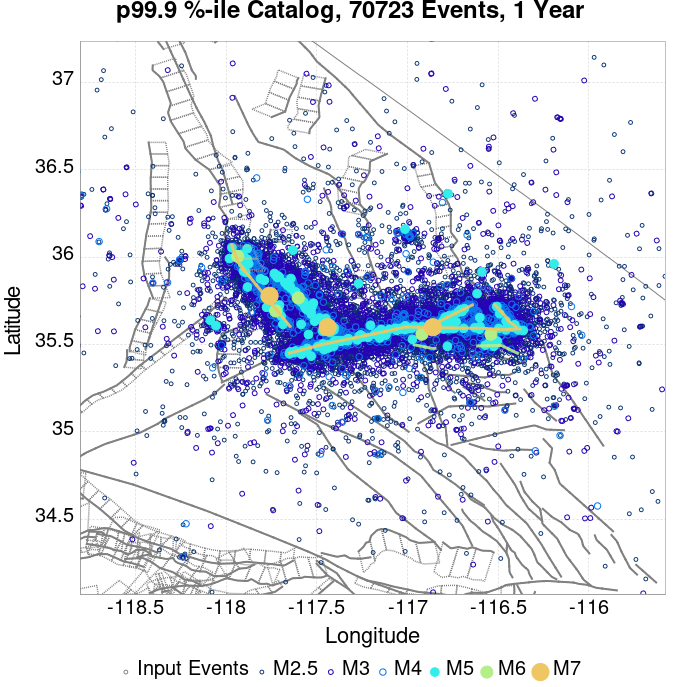 p99.9 %-ile Catalog, 70723 Events, 1 Year
37
36.5
36
35.5
35
34.5
Latitude
-118.5 -118 -117.5 -117 -116.5 -116
Longitude
Input Events M2.5 M3 M4 M5 M6 M7